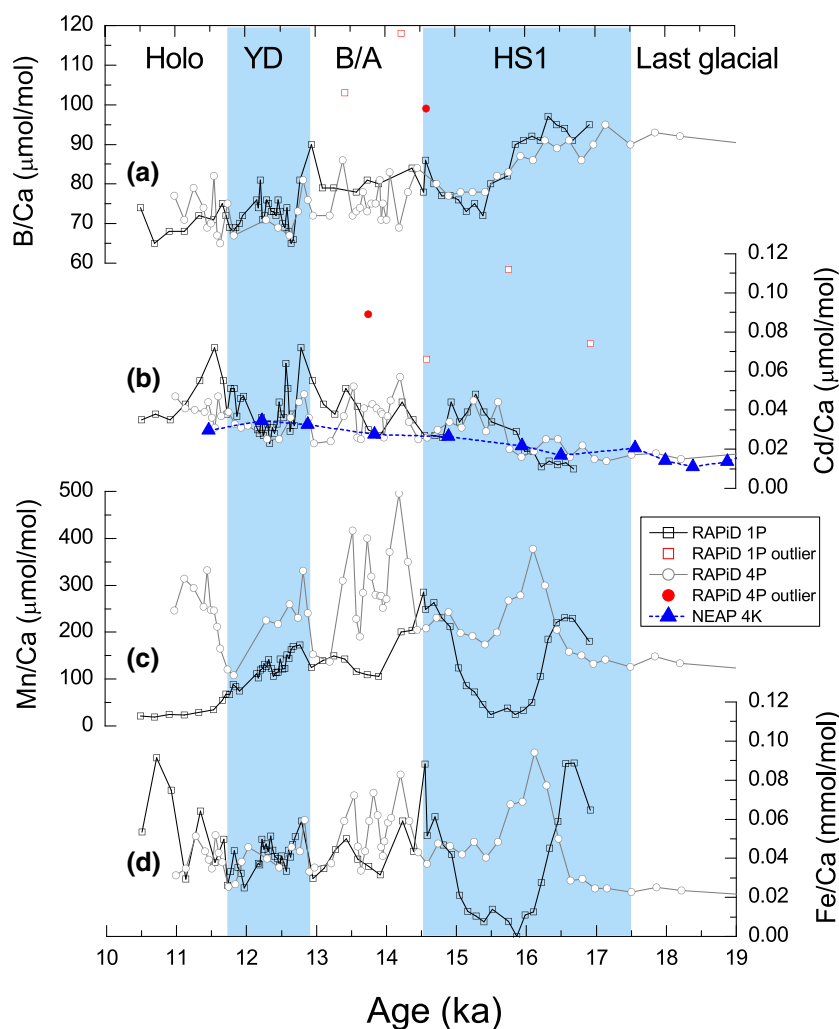 Holo YD B/A HS1 Last glacial
120
110
100
90
80
70
60
B/Ca (μmol/mol)
(a)
0.12
0.10
0.08
0.06
0.04
0.02
0.00
Cd/Ca (μmol/mol)
(b)
500
400
300
200
100
0
Mn/Ca (μmol/mol)
(c)
RAPiD 1P
RAPiD 1P outlier
RAPiD 4P
RAPiD 4P outlier
NEAP 4K
0.12
0.10
0.08
0.06
0.04
0.02
0.00
Fe/Ca (mmol/mol)
(d)
10 11 12 13 14 15 16 17 18 19
Age (ka)